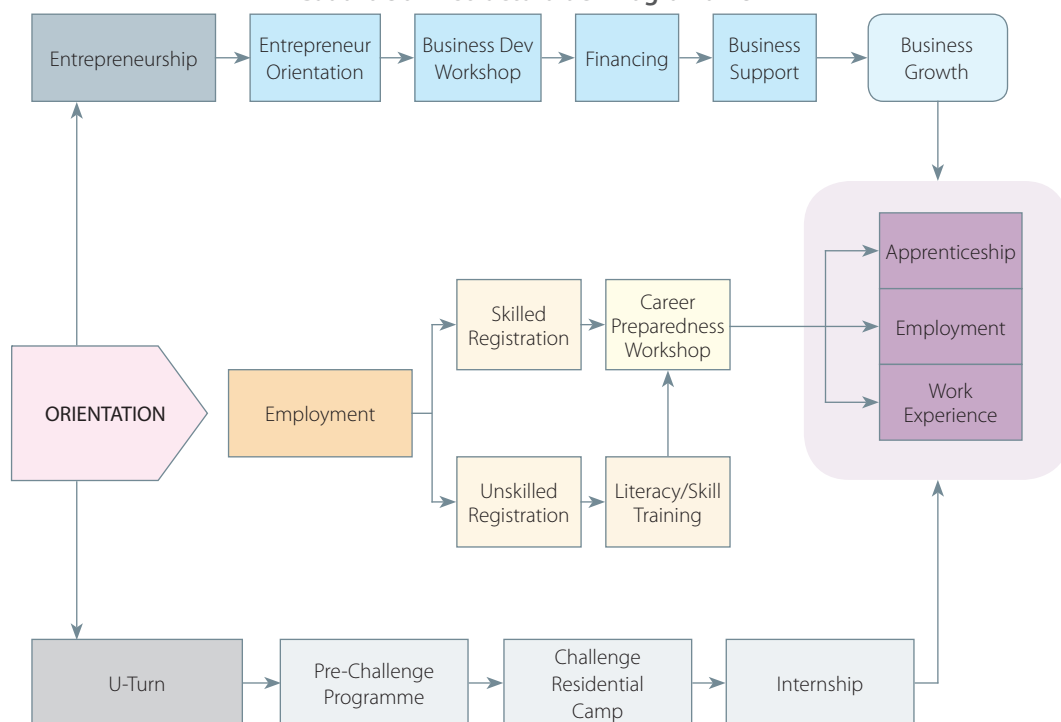 Entrepreneurship
Entrepreneur
Orientation
Business Dev
Workshop
Financing
Business
Support
Business
Growth
Apprenticeship
Employment
Work
Experience
Skilled
Registration
Career
Preparedness
Workshop
ORIENTATION
Employment
Unskilled
Registration
Literacy/Skill
Training
U-Turn
Pre-Challenge
Programme
Challenge
Residential
Camp
Internship